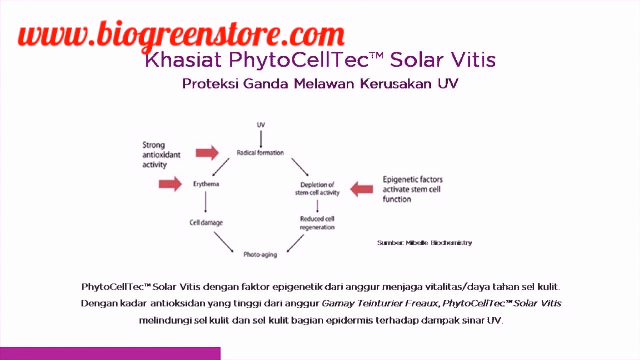 www.biogreenstore.com
Khasiat PhytoCellTec™ Solar Vitis
Proteksi Ganda Melawan Kerusakan UV
UV
Strong
antioxidant
activity
Radical formation
Erythema
Depletion of
stem cell activity
Epigenetic factors
activate stem cell
function
Cell damage
Reduced cell
regeneration
Sumber: Mibelle Biochemistry
Photo-aging
PhytoCellTec™ Solar Vitis dengan faktor epigenetik dari anggur menjaga vitalitas/daya tahan sel kulit.
Dengan kadar antioksidan yang tinggi dari anggur Gamay Teinturier Freaux, PhytoCellTec™ Solar Vitis
melindungi sel kulit dan sel kulit bagian epidermis terhadap dampak sinar UV.